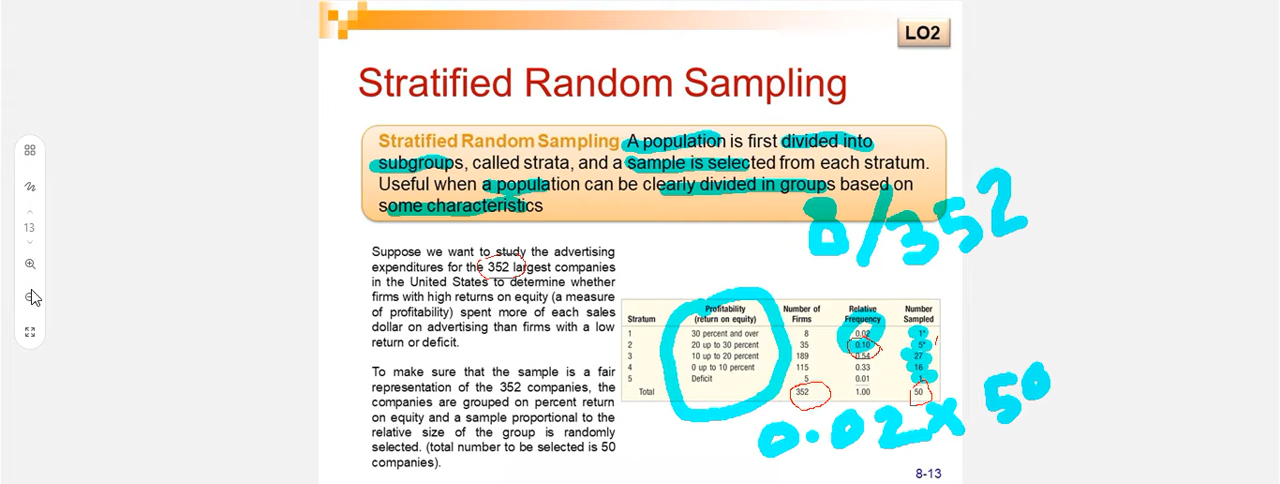 LO2
Stratified Random Sampling
Stratified Random Sampling A population is first divided into
subgroups, called strata, and a sample is selected from each stratum.
Useful when a population can be clearly divided in groups based on
some characteristics
8/352
13
Suppose we want to study the advertising
expenditures for the 352 largest companies
in the United States to determine whether
firms with high returns on equity (a measure
of profitability) spent more of each sales
dollar on advertising than firms with a low
return or deficit.
To make sure that the sample is a fair
representation of the 352 companies, the
companies are grouped on percent return
on equity and a sample proportional to the
relative size of the group is randomly
selected. (total number to be selected is 50
companies).
Profitability Number of Relative Number
Stratum (return on equity) Firms Frequency Sampled
1 30 percent and over 8 0.02 1*
2 20 up to 30 percent 35 0.10 5*
3 10 up to 20 percent 189 0.54 27
4 0 up to 10 percent 115 0.33 16
5 Deficit 5 0.01 1
Total 352 1.00 50
0.02 x 50
8-13